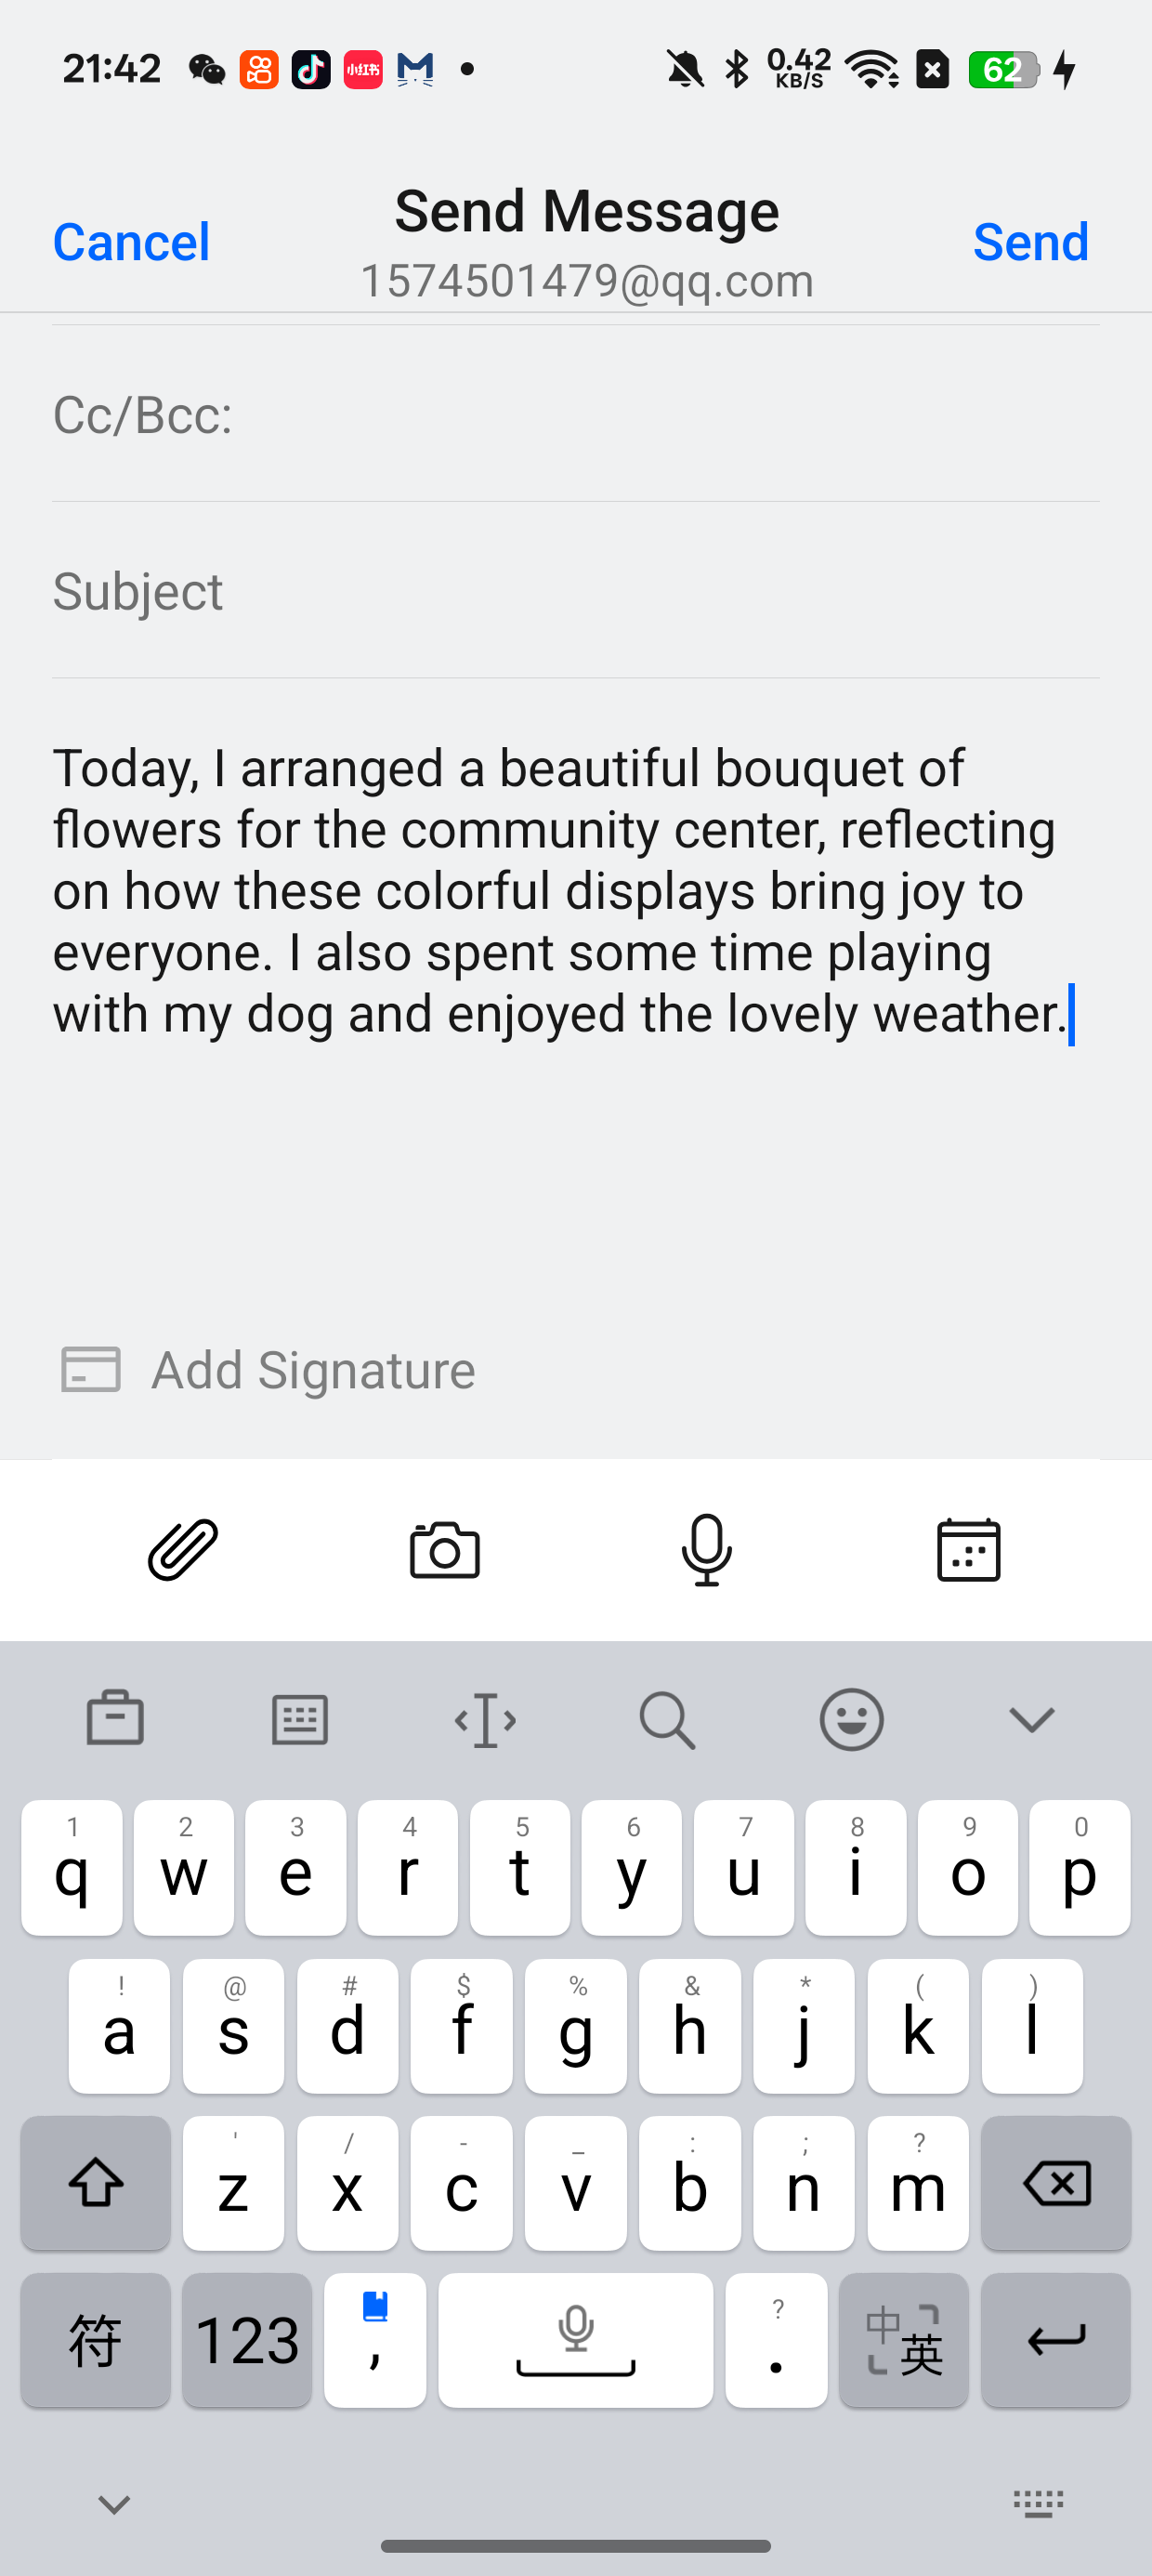 21:42 小红书 0.42 KB/S 62
Cancel Send Message Send
1574501479@qq.com
Cc/Bcc:
Subject
Today, I arranged a beautiful bouquet of
flowers for the community center, reflecting
on how these colorful displays bring joy to
everyone. I also spent some time playing
with my dog and enjoyed the lovely weather.
Add Signature
1 2 3 4 5 6 7 8 9 0
q w e r t y u i o p
! @ # $ % & * ( )
a s d f g h j k l
' / - _ : ; ?
z x c v b n m
符 123 , ? . 中 英